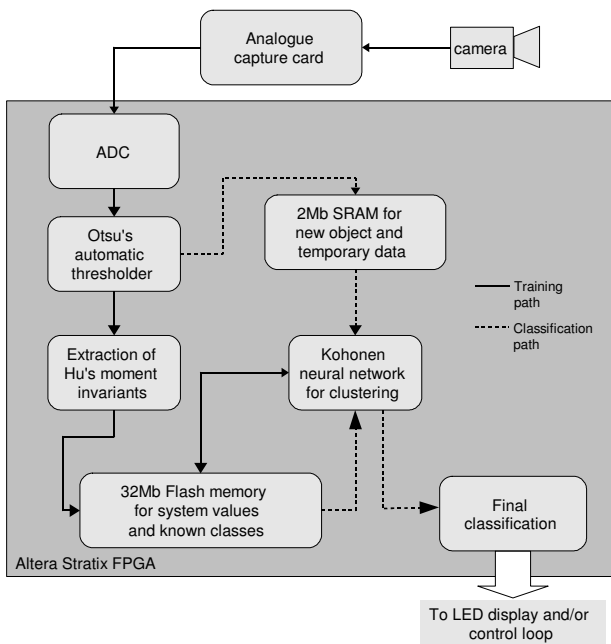 Analogue
capture card
camera
ADC
Otsu's
automatic
thresholder
2Mb SRAM for
new object and
temporary data
Training
path
Classification
path
Extraction of
Hu's moment
invariants
Kohonen
neural network
for clustering
32Mb Flash memory
for system values
and known classes
Final
classification
Altera Stratix FPGA
To LED display and/or
control loop